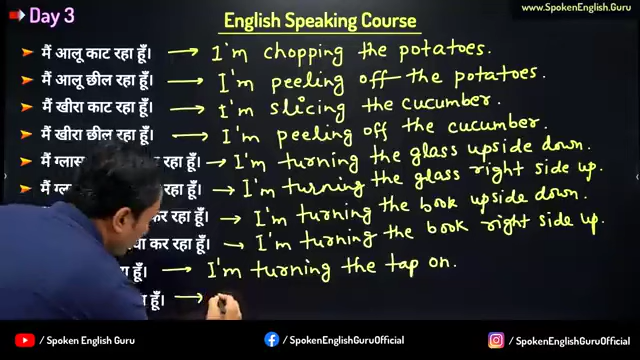 Day 3
English Speaking Course
www.SpokenEnglish.Guru
मैं आलू काट रहा हूँ। → I'm chopping the potatoes.
मैं आलू छील रहा हूँ। → I'm peeling off the potatoes.
मैं खीरा काट रहा हूँ। → I'm slicing the cucumber.
मैं खीरा छील रहा हूँ। → I'm peeling off the cucumber.
मैं ग्लास कर रहा हूँ। → I'm turning the glass upside down.
मैं कर रहा हूँ। → I'm turning the glass right side up.
कर रहा हूँ। → I'm turning the book upside down.
कर रहा हूँ। → I'm turning the book right side up.
हूँ। → I'm turning the tap on.
हूँ। →
/ Spoken English Guru
/ SpokenEnglishGuruOfficial
/ SpokenEnglishGuruOfficial